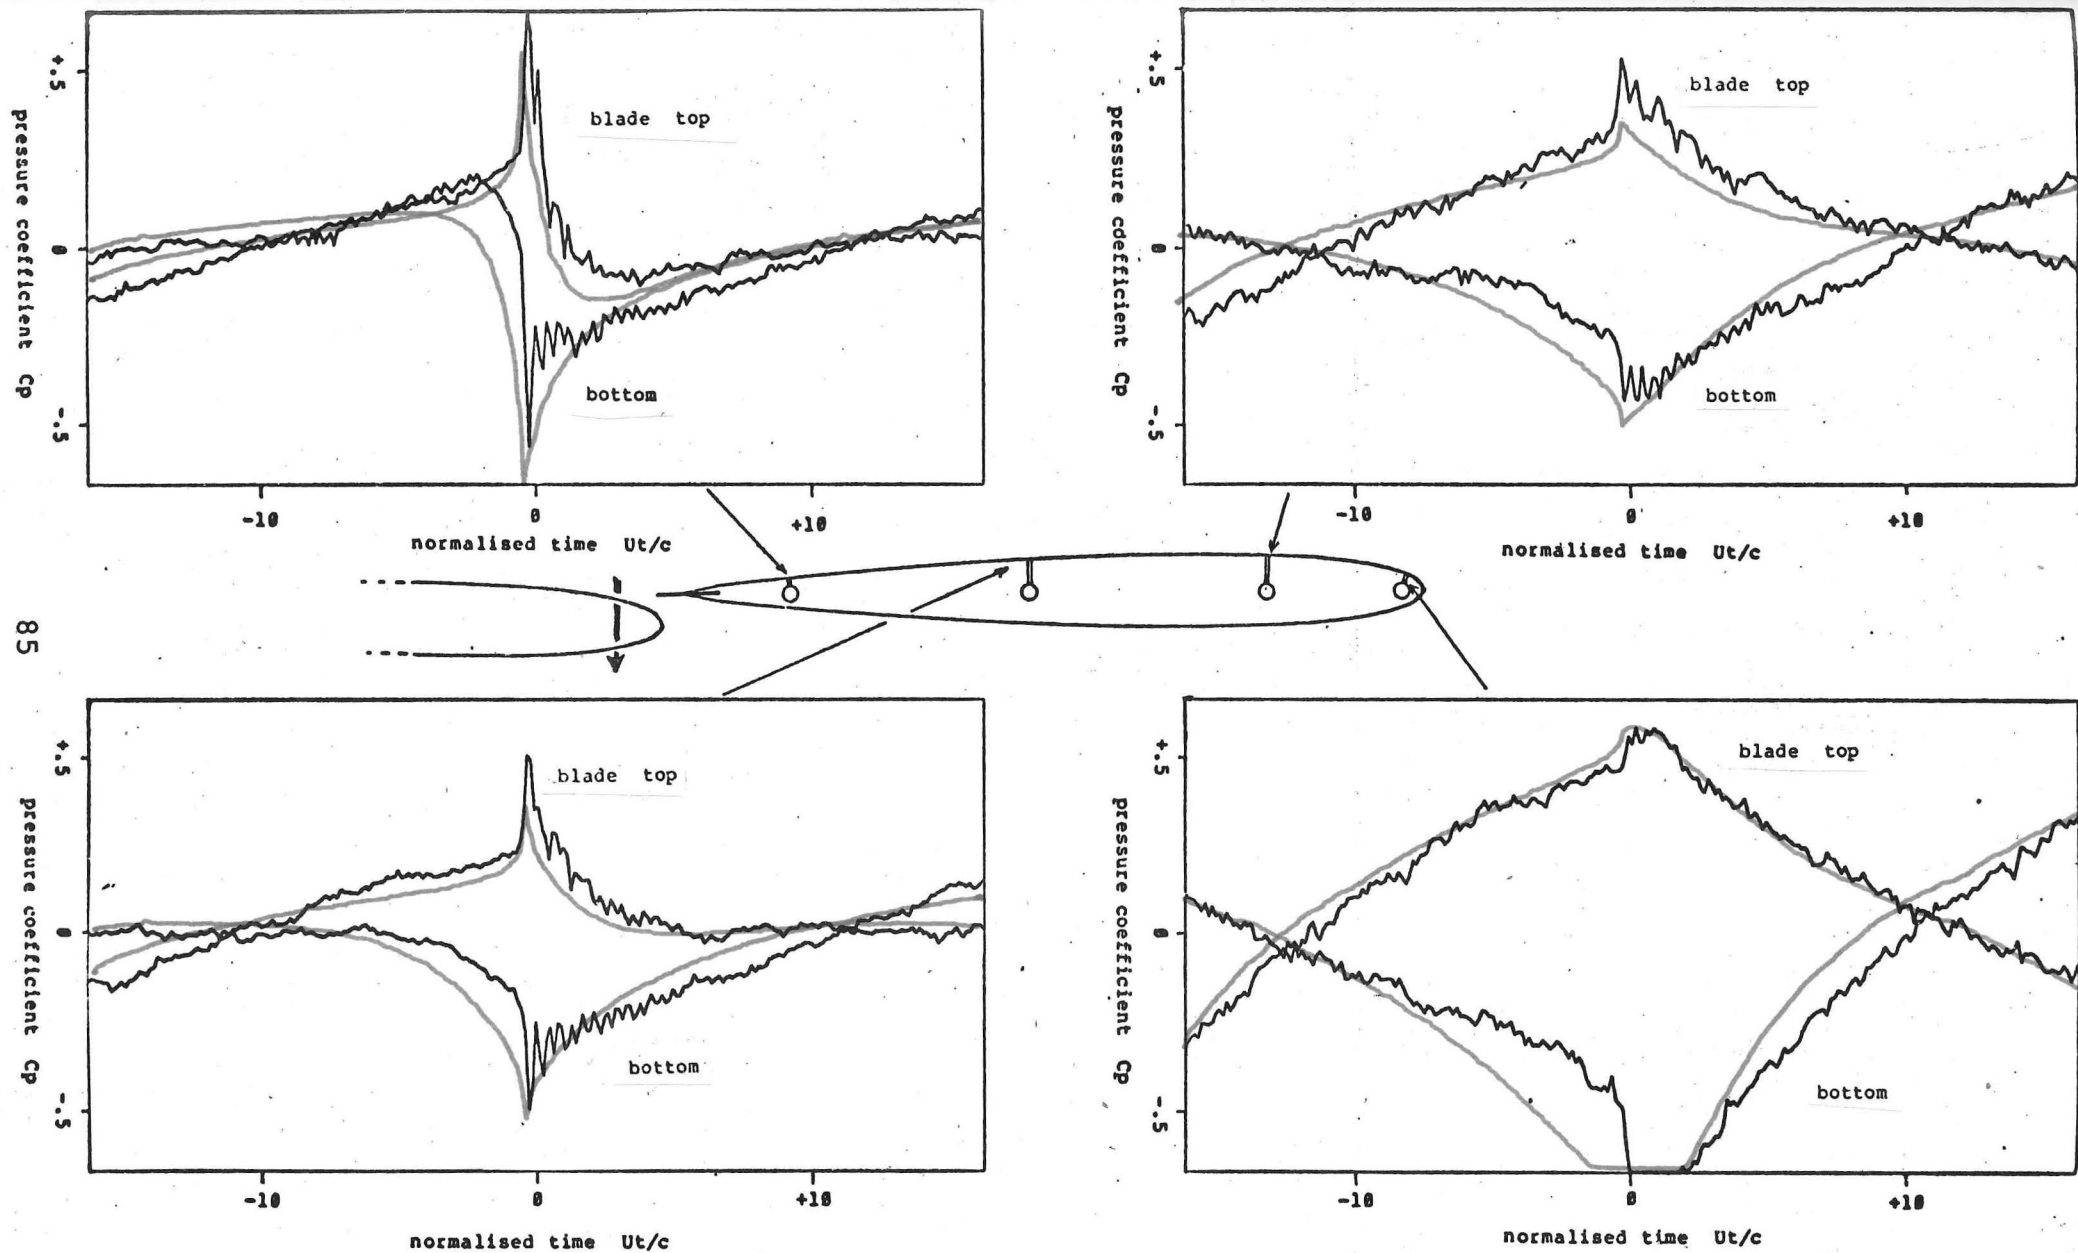 +.5
0
-.5
pressure coefficient Cp
blade top
bottom
-10
0
+10
normalised time Ut/c
+.5
0
-.5
pressure coefficient Cp
blade top
bottom
-10
0
+10
normalised time Ut/c
85
+.5
0
-.5
pressure coefficient Cp
blade top
bottom
-10
0
+10
normalised time Ut/c
+.5
0
-.5
pressure coefficient Cp
blade top
bottom
-10
0
+10
normalised time Ut/c